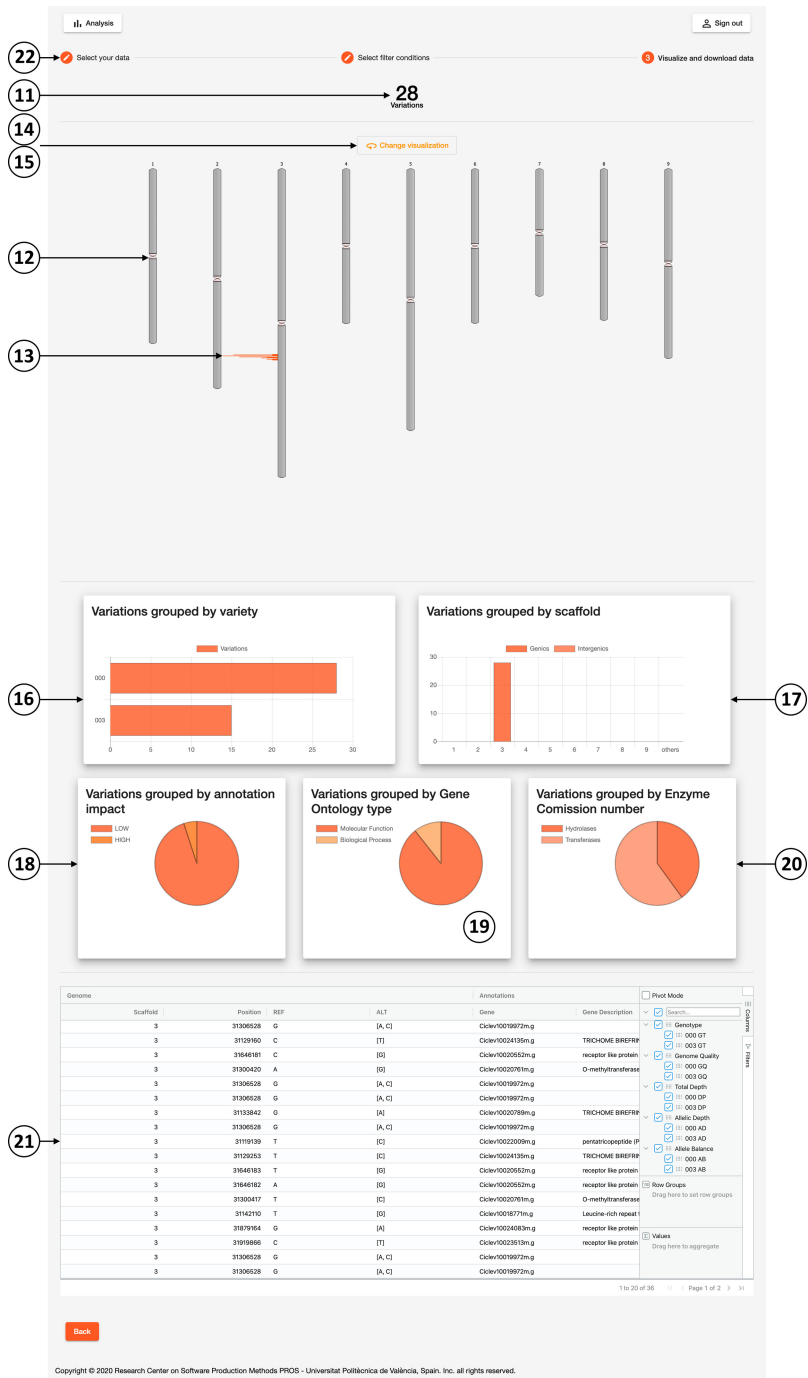 Analysis
Sign out
22
Select your data
Select filter conditions
3 Visualize and download data
11
28
Variations
14
15
Change visualization
1 2 3 4 5 6 7 8 9
12
13
Variations grouped by variety
Variations
000
003
0 5 10 15 20 25 30
16
Variations grouped by scaffold
Genics Intergenics
30
20
10
0
1 2 3 4 5 6 7 8 9 others
17
Variations grouped by annotation
impact
LOW
HIGH
18
Variations grouped by Gene
Ontology type
Molecular Function
Biological Process
19
Variations grouped by Enzyme
Comission number
Hydrolases
Transferases
20
21
Genome Annotations
Scaffold Position REF ALT Gene Gene Description
3 31306528 G [A, C] Ciclev10019972m.g
3 31129160 C [T] Ciclev10024135m.g TRICHOME BIREFRIN
3 31646181 C [G] Ciclev10020552m.g receptor like protein
3 31300420 A [G] Ciclev10020761m.g O-methyltransferase
3 31306528 G [A, C] Ciclev10019972m.g
3 31306528 G [A, C] Ciclev10019972m.g
3 31133842 G [A] Ciclev10020789m.g TRICHOME BIREFRIN
3 31306528 G [A, C] Ciclev10019972m.g
3 31119139 T [C] Ciclev10022009m.g pentatricopeptide (P
3 31129253 T [C] Ciclev10024135m.g TRICHOME BIREFRIN
3 31646183 T [G] Ciclev10020552m.g receptor like protein
3 31646182 A [G] Ciclev10020552m.g receptor like protein
3 31300417 T [C] Ciclev10020761m.g O-methyltransferase
3 31142110 T [G] Ciclev10018771m.g Leucine-rich repeat
3 31879164 G [A] Ciclev10024083m.g receptor like protein
3 31919866 C [T] Ciclev10023513m.g receptor like protein
3 31306528 G [A, C] Ciclev10019972m.g
3 31306528 G [A, C] Ciclev10019972m.g
Pivot Mode
Search...
Genotype
000 GT
003 GT
Genome Quality
000 GQ
003 GQ
Total Depth
000 DP
003 DP
Allelic Depth
000 AD
003 AD
Allele Balance
000 AB
003 AB
Row Groups
Drag here to set row groups
Values
Drag here to aggregate
Columns
Filters
1 to 20 of 36 Page 1 of 2
Back
Copyright © 2020 Research Center on Software Production Methods PROS - Universitat Politècnica de València, Spain. Inc. all rights reserved.